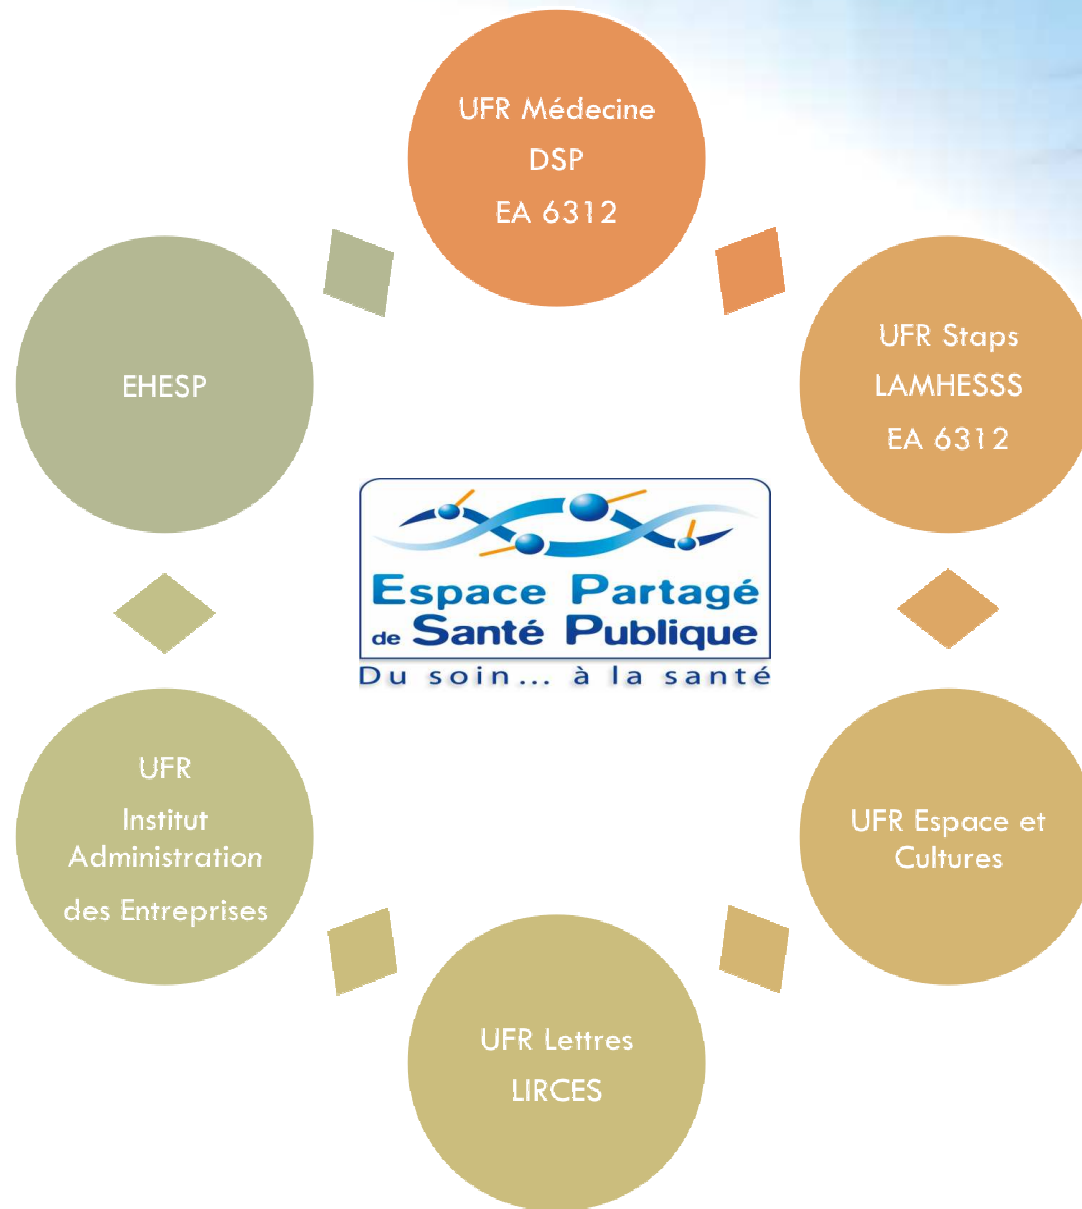 UFR Médecine
DSP
EA 6312
EHESP
UFR Staps
LAMHESSS
EA 6312
Espace Partagé
de Santé Publique
Du soin... à la santé
UFR
Institut
Administration
des Entreprises
UFR Espace et
Cultures
UFR Lettres
LIRCES